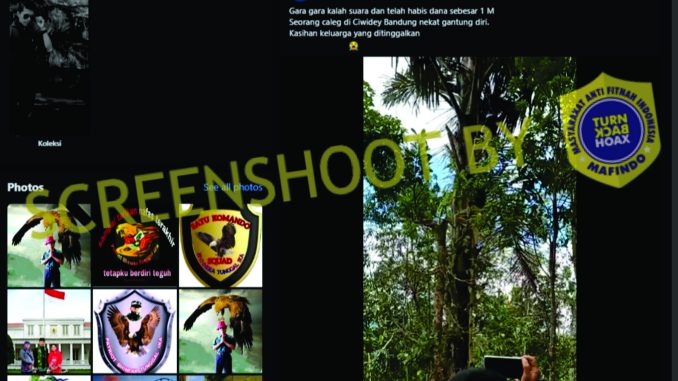 Gara gara kalah suara dan telah habis dana sebesar 1 M
Seorang caleg di Ciwidey Bandung nekat gantung diri.
Kasihan keluarga yang ditinggalkan
Koleksi
Photos
See all photos
SCREENSHOOT BY
MASYARAKAT ANTI FITNAH INDONESIA
TURN
BACK
HOAX
MAFINDO
tetapku berdiri teguh
SATU KOMANDO
SQUAD